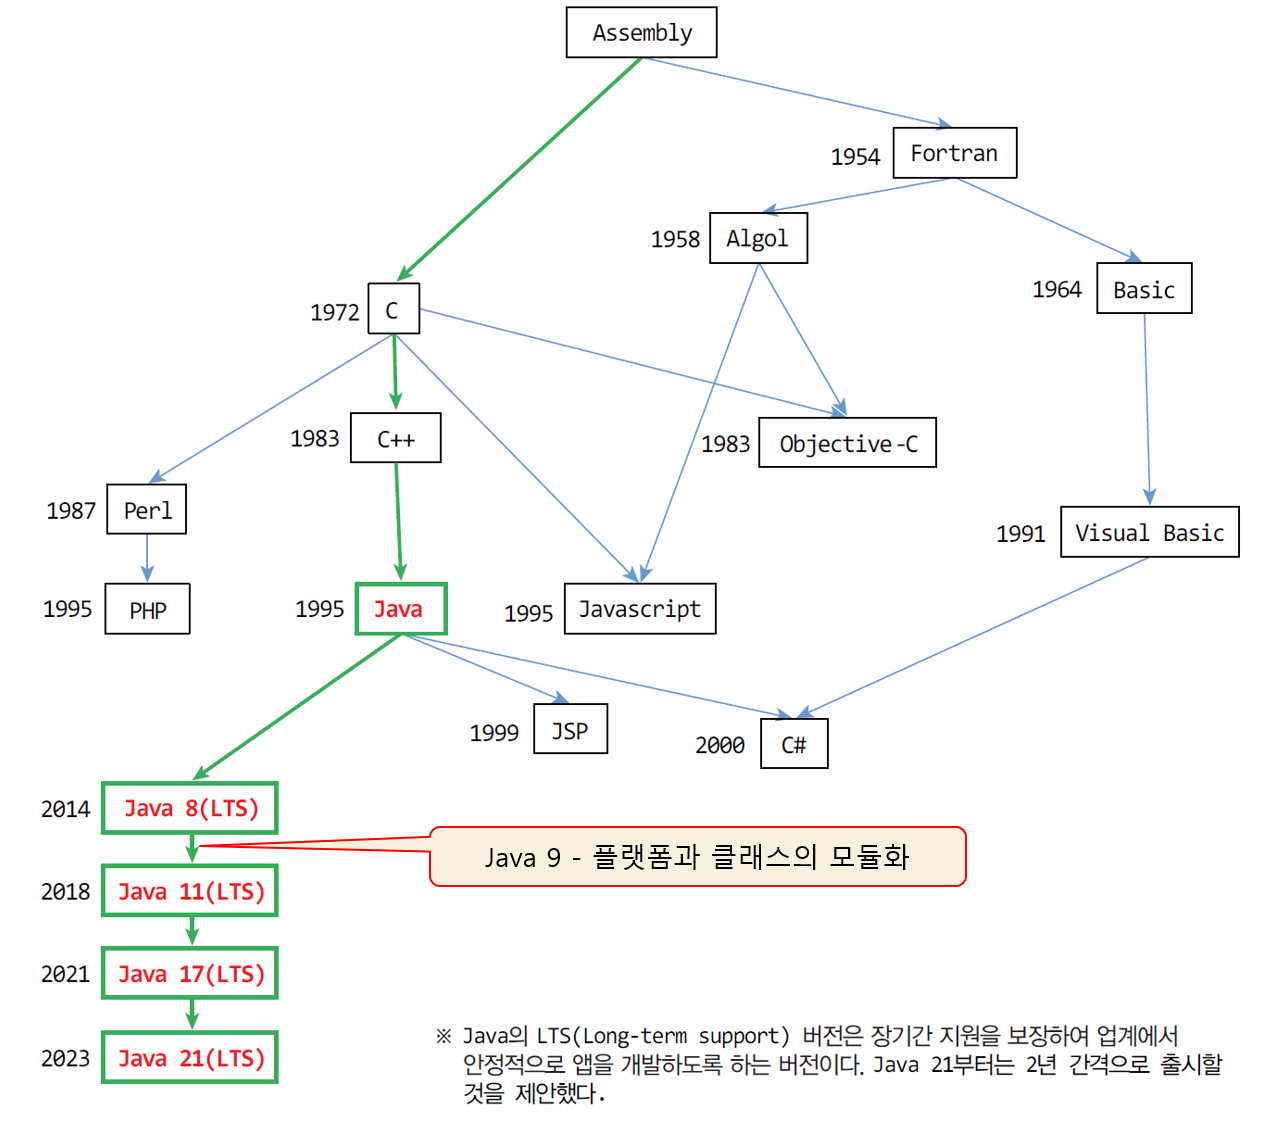 Assembly
1954 Fortran
1958 Algol
1964 Basic
1972 C
1983 C++
1983 Objective-C
1987 Perl
1991 Visual Basic
1995 PHP
1995 Java
1995 Javascript
1999 JSP
2000 C#
2014 Java 8(LTS)
Java 9 - 플랫폼과 클래스의 모듈화
2018 Java 11(LTS)
2021 Java 17(LTS)
2023 Java 21(LTS)
※ Java의 LTS(Long-term support) 버전은 장기간 지원을 보장하여 업계에서
안정적으로 앱을 개발하도록 하는 버전이다. Java 21부터는 2년 간격으로 출시할
것을 제안했다.